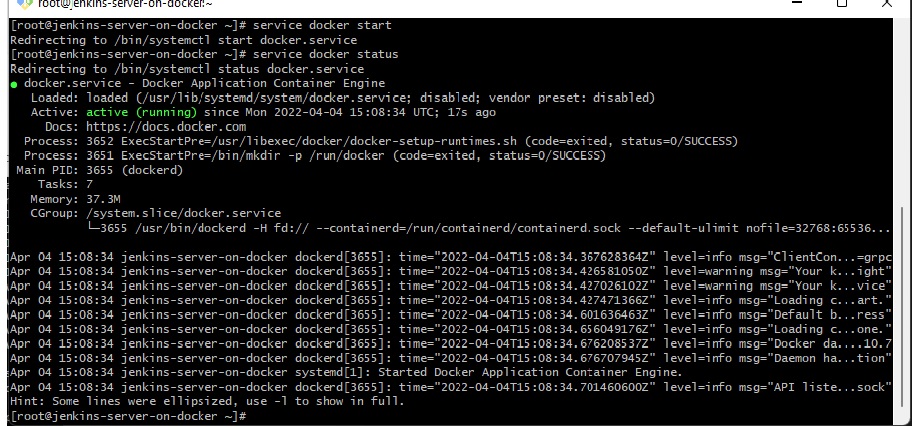 root@jenkins-server-on-docker:~
[root@jenkins-server-on-docker ~]# service docker start
Redirecting to /bin/systemctl start docker.service
[root@jenkins-server-on-docker ~]# service docker status
Redirecting to /bin/systemctl status docker.service
● docker.service - Docker Application Container Engine
   Loaded: loaded (/usr/lib/systemd/system/docker.service; disabled; vendor preset: disabled)
   Active: active (running) since Mon 2022-04-04 15:08:34 UTC; 17s ago
     Docs: https://docs.docker.com
  Process: 3652 ExecStartPre=/usr/libexec/docker/docker-setup-runtimes.sh (code=exited, status=0/SUCCESS)
  Process: 3651 ExecStartPre=/bin/mkdir -p /run/docker (code=exited, status=0/SUCCESS)
 Main PID: 3655 (dockerd)
    Tasks: 7
   Memory: 37.3M
   CGroup: /system.slice/docker.service
           └─3655 /usr/bin/dockerd -H fd:// --containerd=/run/containerd/containerd.sock --default-ulimit nofile=32768:65536...
Apr 04 15:08:34 jenkins-server-on-docker dockerd[3655]: time="2022-04-04T15:08:34.367628364Z" level=info msg="ClientCon...=grpc
Apr 04 15:08:34 jenkins-server-on-docker dockerd[3655]: time="2022-04-04T15:08:34.426581050Z" level=warning msg="Your k...ight"
Apr 04 15:08:34 jenkins-server-on-docker dockerd[3655]: time="2022-04-04T15:08:34.427026102Z" level=warning msg="Your k...vice"
Apr 04 15:08:34 jenkins-server-on-docker dockerd[3655]: time="2022-04-04T15:08:34.427471366Z" level=info msg="Loading c...art."
Apr 04 15:08:34 jenkins-server-on-docker dockerd[3655]: time="2022-04-04T15:08:34.601636463Z" level=info msg="Default b...ress"
Apr 04 15:08:34 jenkins-server-on-docker dockerd[3655]: time="2022-04-04T15:08:34.656049176Z" level=info msg="Loading c...one."
Apr 04 15:08:34 jenkins-server-on-docker dockerd[3655]: time="2022-04-04T15:08:34.676208537Z" level=info msg="Docker da....10.7
Apr 04 15:08:34 jenkins-server-on-docker dockerd[3655]: time="2022-04-04T15:08:34.676707945Z" level=info msg="Daemon ha...tion"
Apr 04 15:08:34 jenkins-server-on-docker systemd[1]: Started Docker Application Container Engine.
Apr 04 15:08:34 jenkins-server-on-docker dockerd[3655]: time="2022-04-04T15:08:34.701460600Z" level=info msg="API liste...sock"
Hint: Some lines were ellipsized, use -l to show in full.
[root@jenkins-server-on-docker ~]#